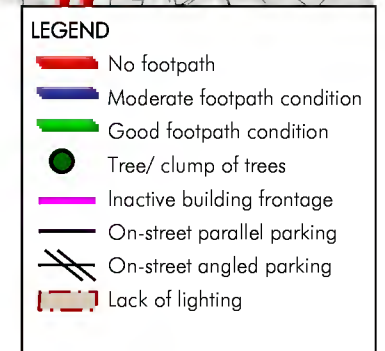 LEGEND
No footpath
Moderate footpath condition
Good footpath condition
Tree/ clump of trees
Inactive building frontage
On-street parallel parking
On-street angled parking
Lack of lighting